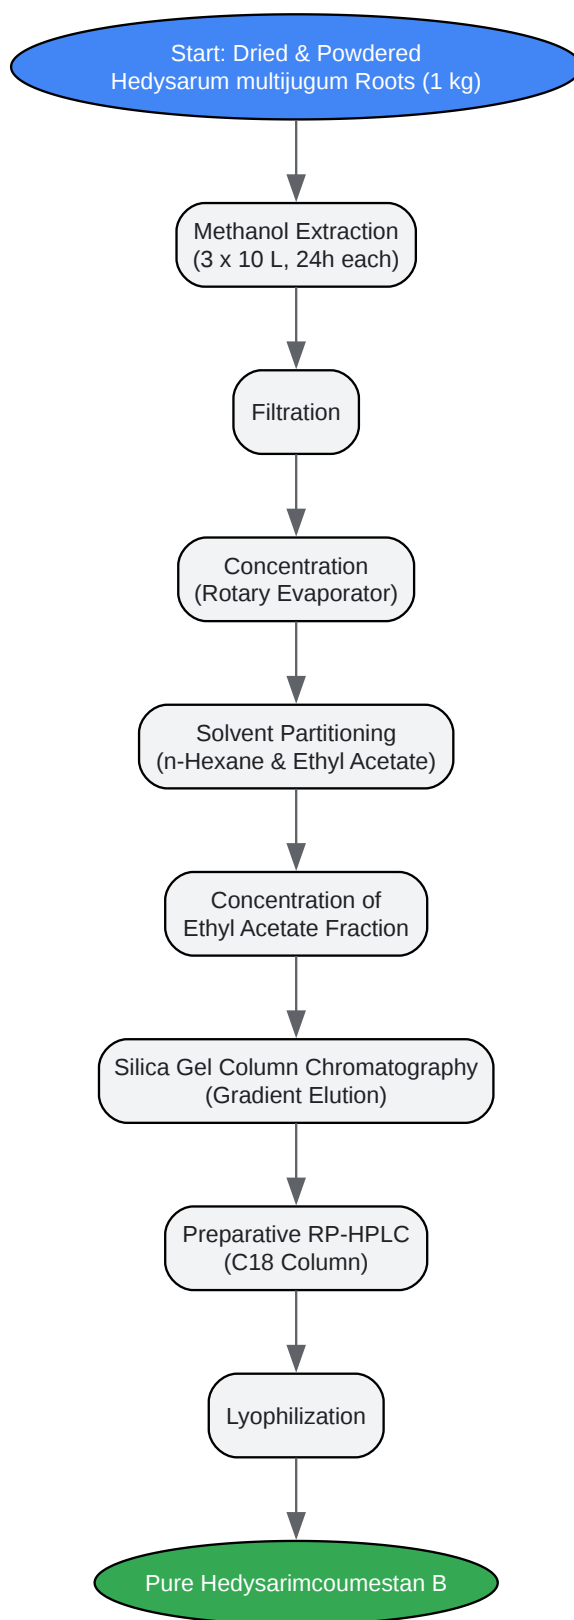 Start: Dried & Powdered
Hedysarum multijugum Roots (1 kg)
Methanol Extraction
(3 x 10 L, 24h each)
Filtration
Concentration
(Rotary Evaporator)
Solvent Partitioning
(n-Hexane & Ethyl Acetate)
Concentration of
Ethyl Acetate Fraction
Silica Gel Column Chromatography
(Gradient Elution)
Preparative RP-HPLC
(C18 Column)
Lyophilization
Pure Hedysarimcoumestan B